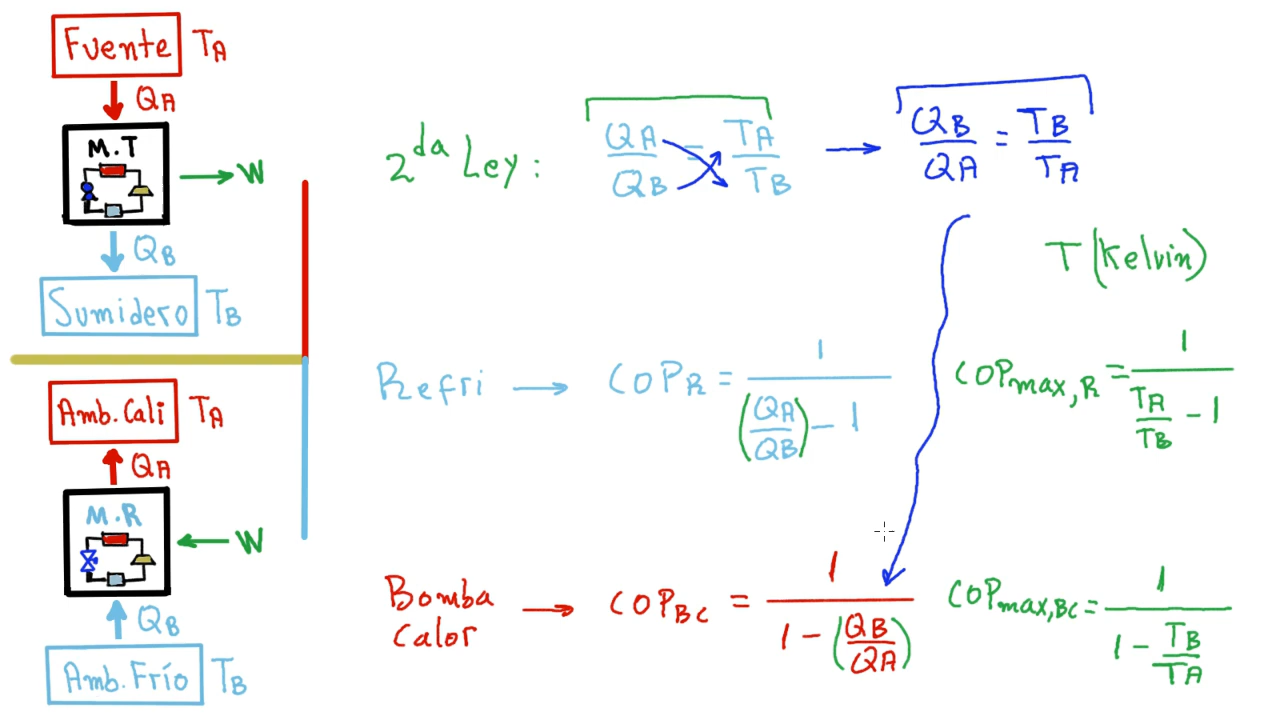 Fuente TA
QA
M.T
W
QB
Sumidero TB
Amb.Cali TA
QA
M.R
W
QB
Amb.Frío TB
2da Ley: QA/QB = TA/TB → QB/QA = TB/TA
T (Kelvin)
Refri → COPR = 1/((QA/QB) - 1)
COPmax,R = 1/(TA/TB - 1)
Bomba
Calor → COPBC = 1/(1 - (QB/QA))
COPmax,BC = 1/(1 - TB/TA)